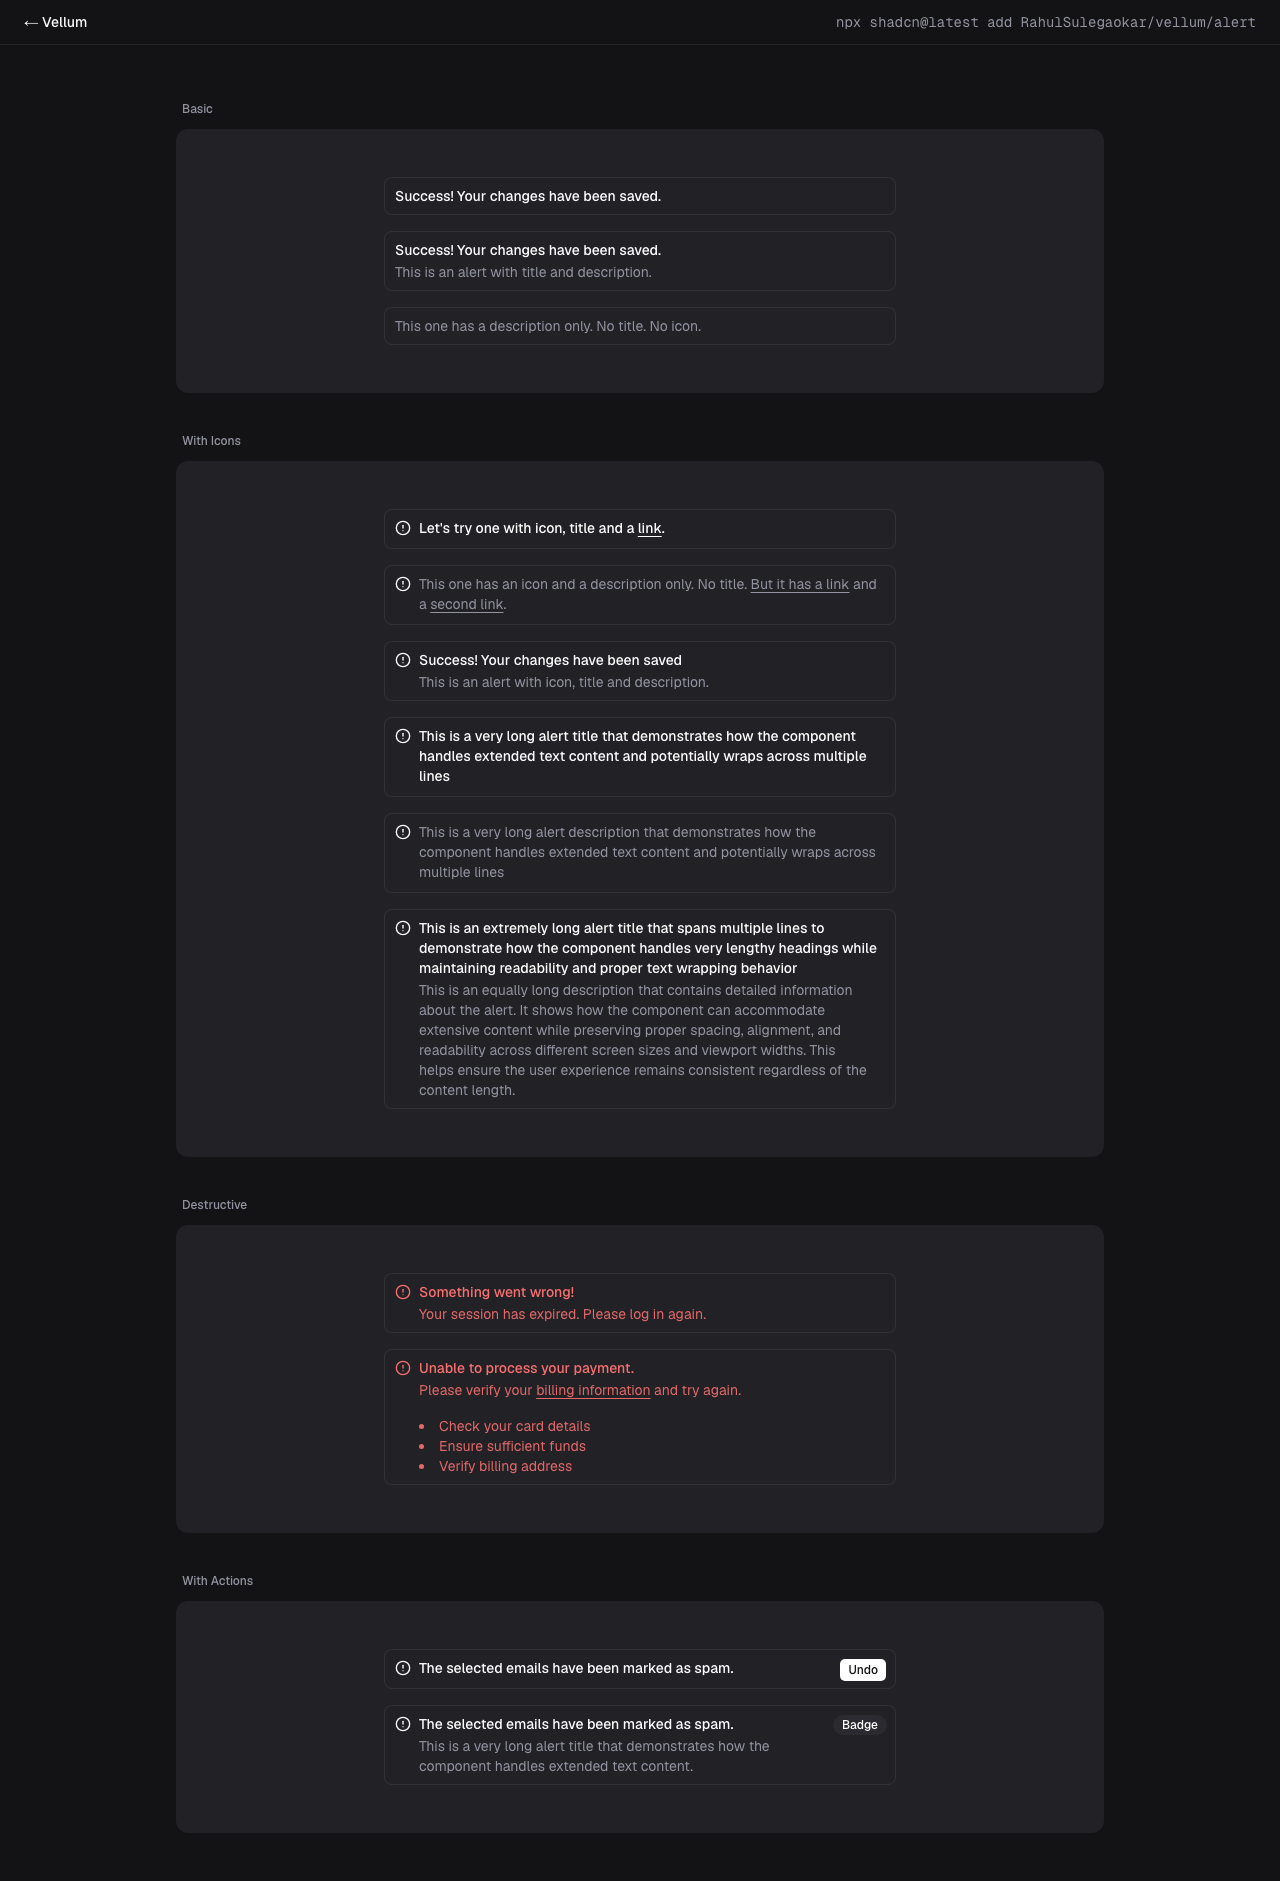 ← Vellum
npx shadcn@latest add RahulSulegaokar/vellum/alert
Basic
Success! Your changes have been saved.
Success! Your changes have been saved.
This is an alert with title and description.
This one has a description only. No title. No icon.
With Icons
Let's try one with icon, title and a link.
This one has an icon and a description only. No title. But it has a link and
a second link.
Success! Your changes have been saved
This is an alert with icon, title and description.
This is a very long alert title that demonstrates how the component
handles extended text content and potentially wraps across multiple
lines
This is a very long alert description that demonstrates how the
component handles extended text content and potentially wraps across
multiple lines
This is an extremely long alert title that spans multiple lines to
demonstrate how the component handles very lengthy headings while
maintaining readability and proper text wrapping behavior
This is an equally long description that contains detailed information
about the alert. It shows how the component can accommodate
extensive content while preserving proper spacing, alignment, and
readability across different screen sizes and viewport widths. This
helps ensure the user experience remains consistent regardless of the
content length.
Destructive
Something went wrong!
Your session has expired. Please log in again.
Unable to process your payment.
Please verify your billing information and try again.
• Check your card details
• Ensure sufficient funds
• Verify billing address
With Actions
The selected emails have been marked as spam.
Undo
The selected emails have been marked as spam.
Badge
This is a very long alert title that demonstrates how the
component handles extended text content.